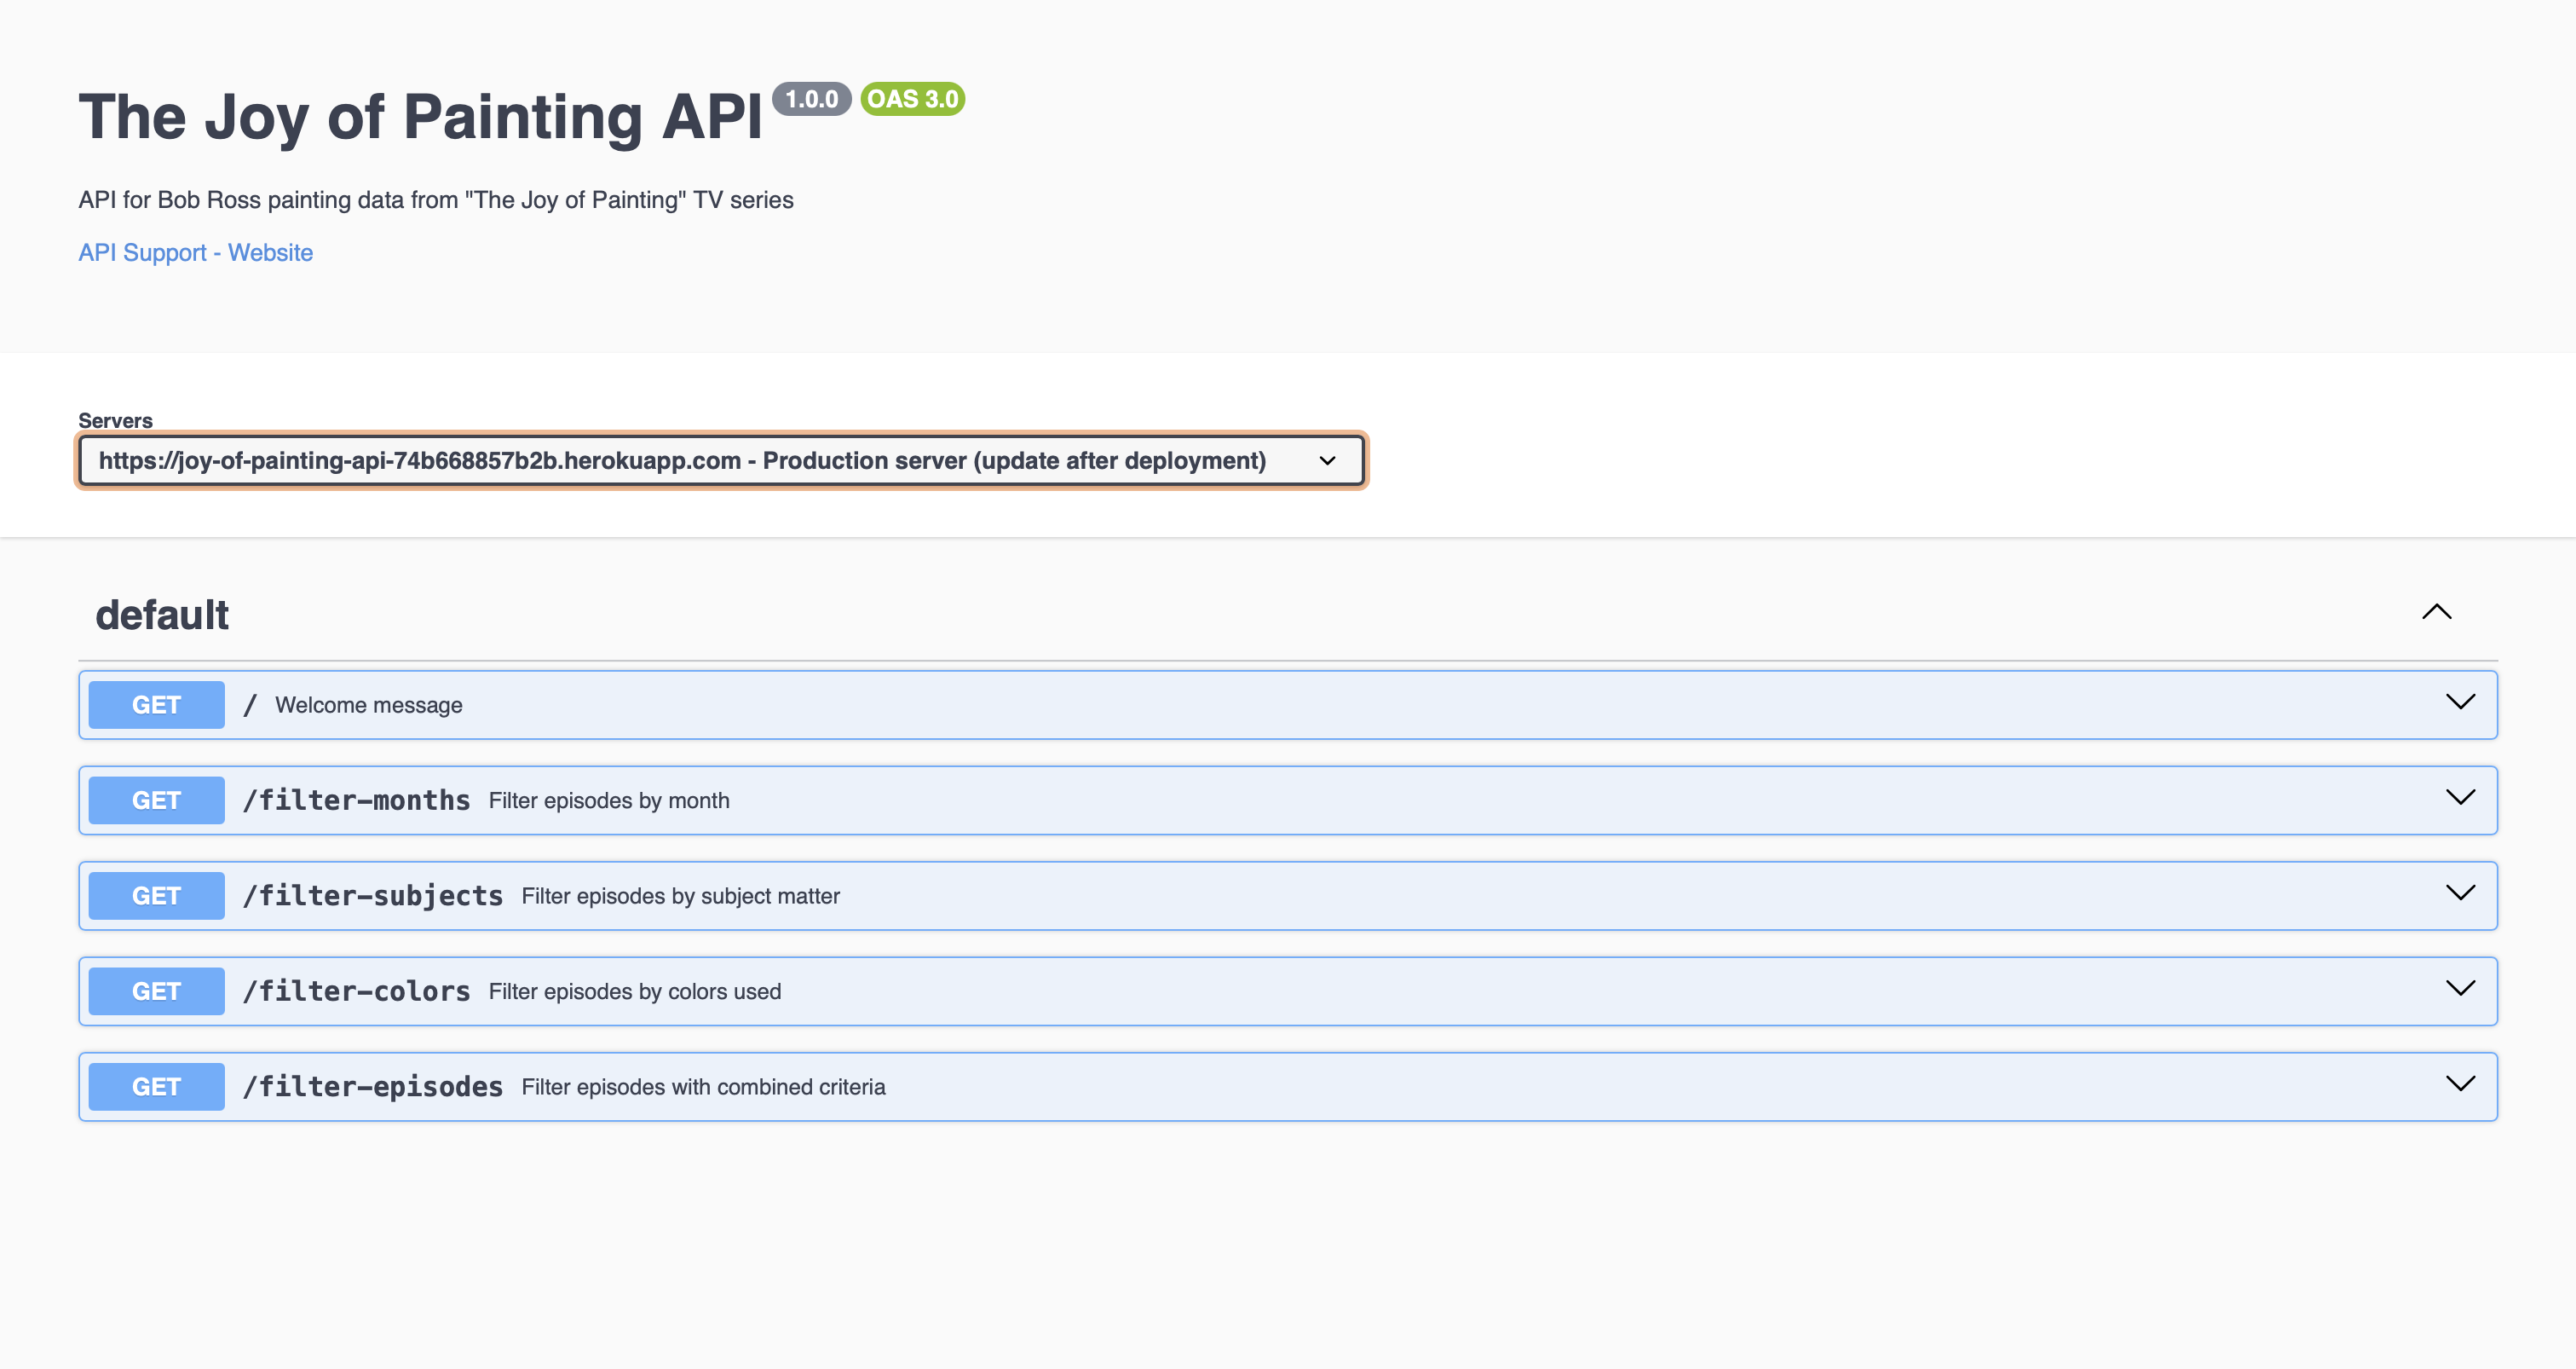 The Joy of Painting API 1.0.0 OAS 3.0
API for Bob Ross painting data from "The Joy of Painting" TV series
API Support - Website
Servers
https://joy-of-painting-api-74b668857b2b.herokuapp.com - Production server (update after deployment)
default
GET / Welcome message
GET /filter-months Filter episodes by month
GET /filter-subjects Filter episodes by subject matter
GET /filter-colors Filter episodes by colors used
GET /filter-episodes Filter episodes with combined criteria